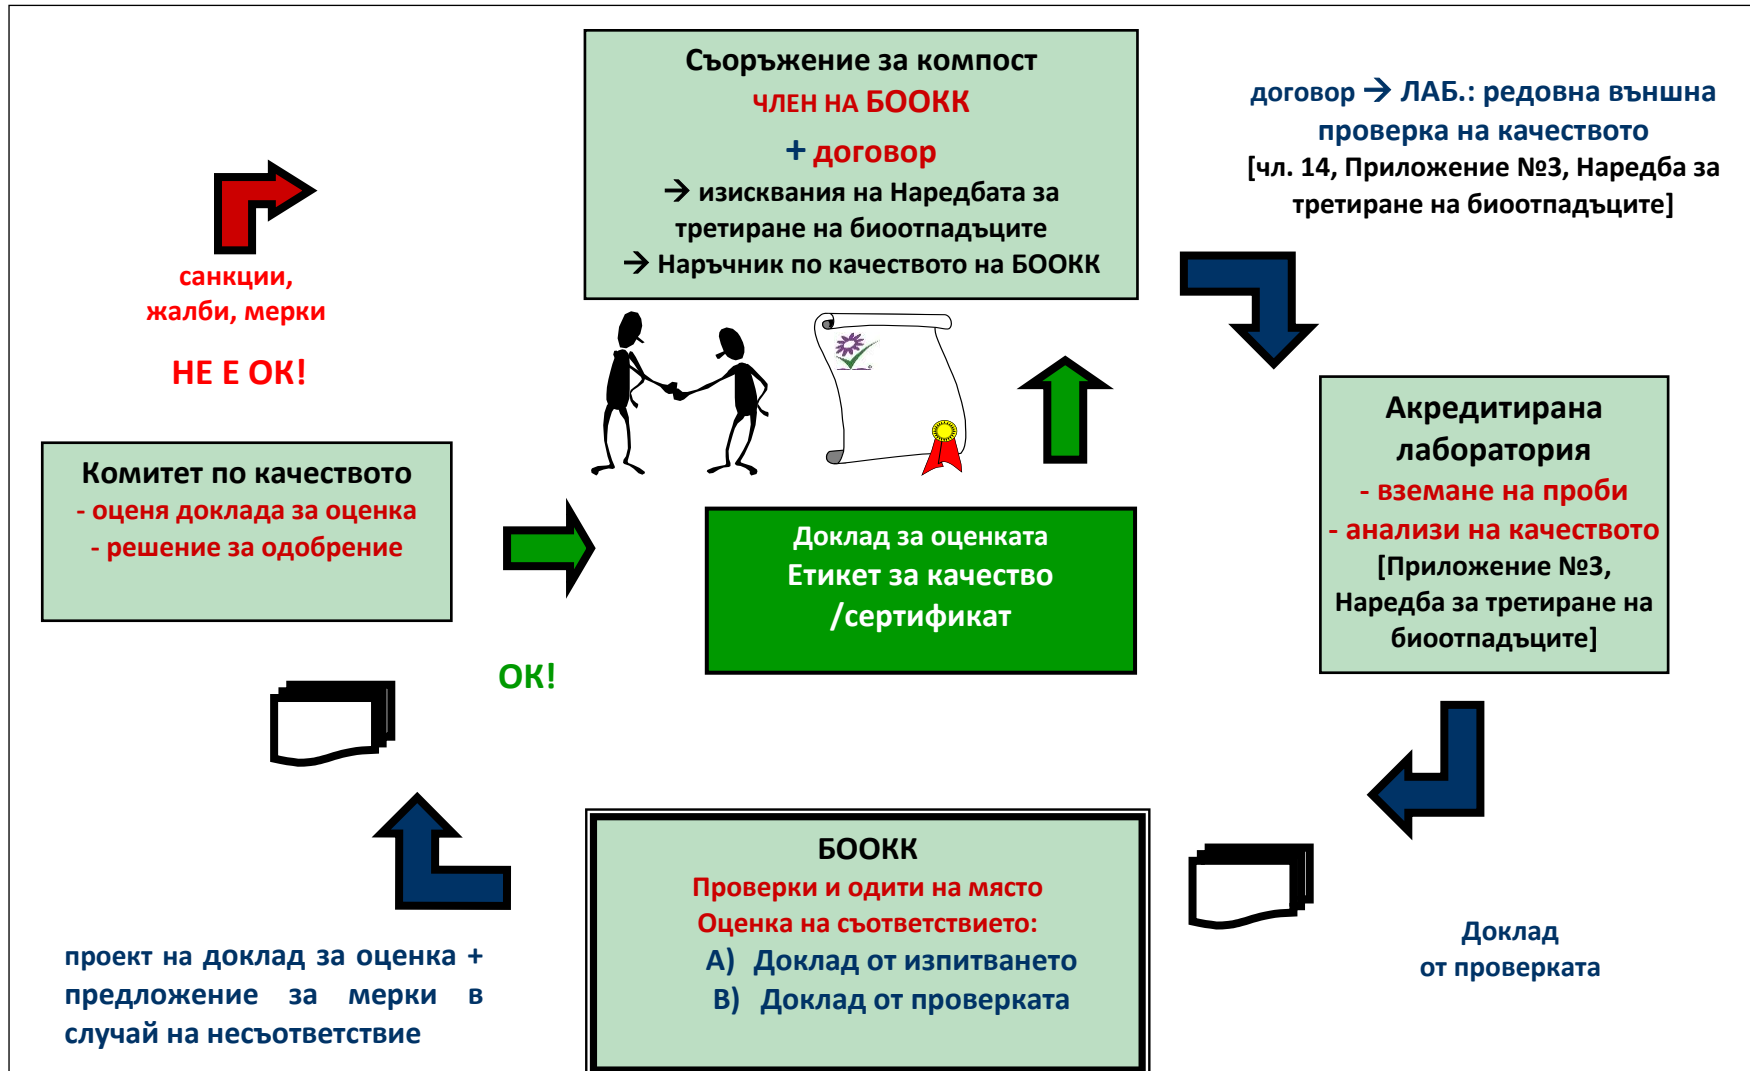 Съоръжение за компост
ЧЛЕН НА БООКК
+ договор
→ изисквания на Наредбата за
третиране на биоотпадъците
→ Наръчник по качеството на БООКК
договор → ЛАБ.: редовна външна
проверка на качеството
[чл. 14, Приложение №3, Наредба за
третиране на биоотпадъците]
санкции,
жалби, мерки
НЕ Е ОК!
Акредитирана
лаборатория
- вземане на проби
- анализи на качеството
[Приложение №3,
Наредба за третиране на
биоотпадъците]
Комитет по качеството
- оценя доклада за оценка
- решение за одобрение
Доклад за оценката
Етикет за качество
/сертификат
ОК!
БООКК
Проверки и одити на място
Оценка на съответствието:
А) Доклад от изпитването
В) Доклад от проверката
Доклад
от проверката
проект на доклад за оценка +
предложение за мерки в
случай на несъответствие